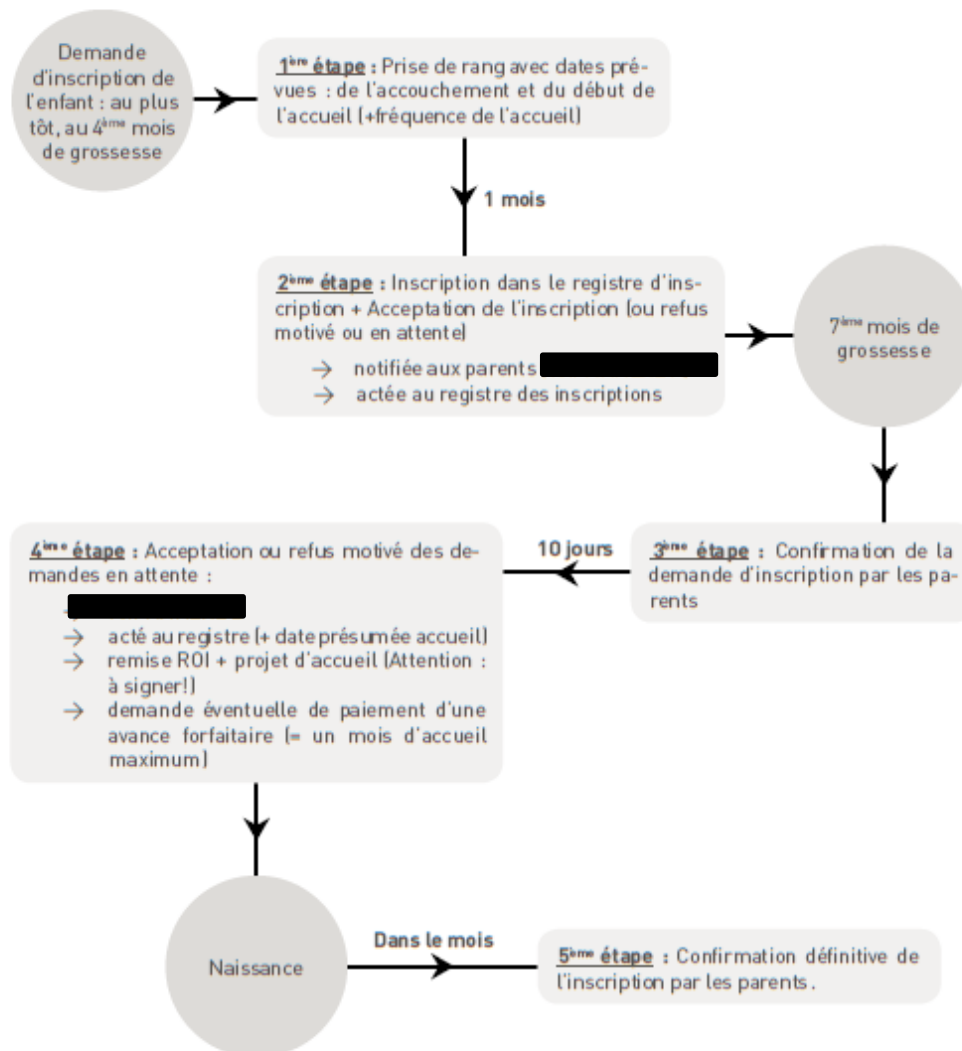 Demande
d'inscription de
l'enfant : au plus
tôt, au 4ème mois
de grossesse
1ère étape : Prise de rang avec dates pré-
vues : de l'accouchement et du début de
l'accueil (+fréquence de l'accueil)
1 mois
2ème étape : Inscription dans le registre d'ins-
cription + Acceptation de l'inscription (ou refus
motivé ou en attente)
→ notifiée aux parents
→ actée au registre des inscriptions
7ème mois de
grossesse
3ème étape : Confirmation de la
demande d'inscription par les pa-
rents
10 jours
4ème étape : Acceptation ou refus motivé des de-
mandes en attente :
→ acté au registre (+ date présumée accueil)
→ remise ROI + projet d'accueil (Attention :
à signer!)
→ demande éventuelle de paiement d'une
avance forfaitaire (= un mois d'accueil
maximum)
Naissance
Dans le mois
5ème étape : Confirmation définitive de
l'inscription par les parents.